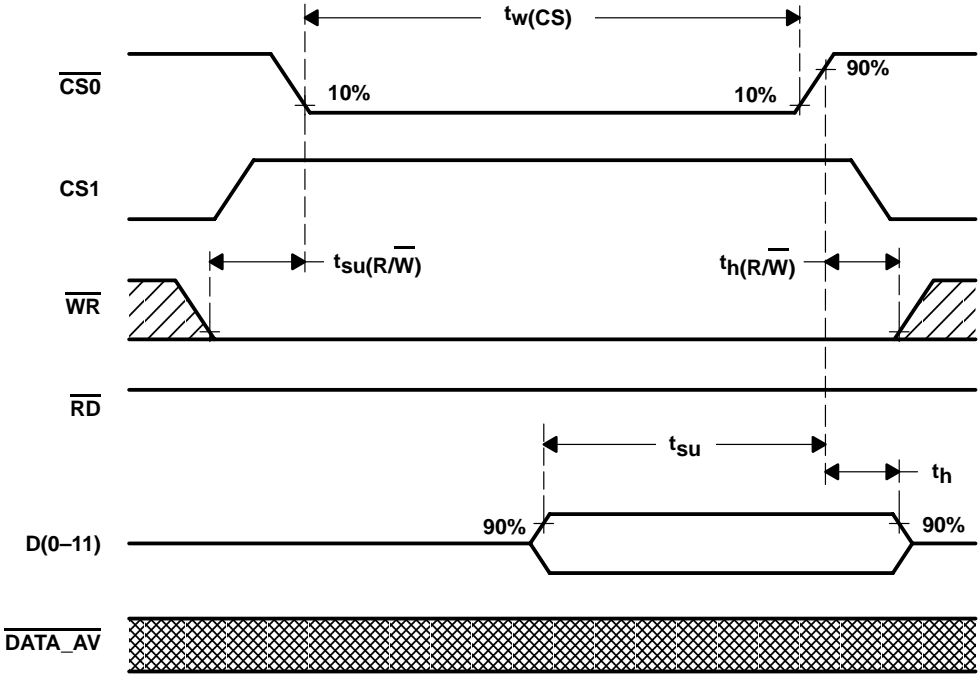 tw(CS)
CS0
10%
10%
90%
CS1
tsu(R/W)
th(R/W)
WR
RD
tsu
th
D(0–11)
90%
90%
DATA_AV